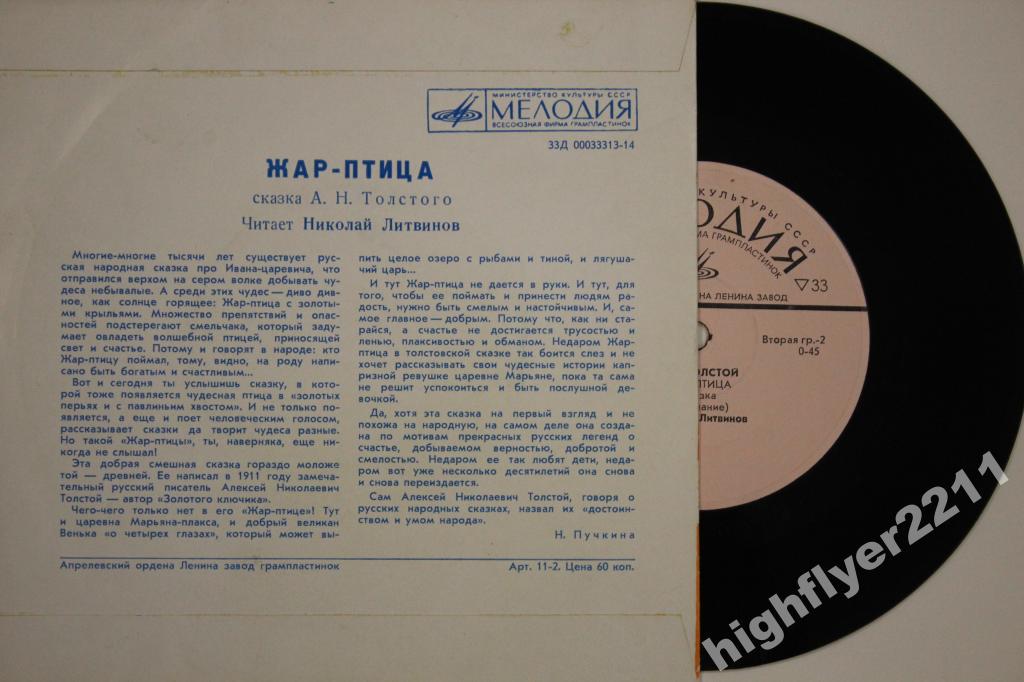 МИНИСТЕРСТВО КУЛЬТУРЫ СССР
МЕЛОДИЯ
ВСЕСОЮЗНАЯ ФИРМА ГРАМПЛАСТИНОК
33Д 00033313-14
ЖАР-ПТИЦА
сказка А. Н. Толстого
Читает Николай Литвинов
Многие-многие тысячи лет существует рус-
ская народная сказка про Ивана-царевича, что
отправился верхом на сером волке добывать чу-
деса небывалые. А среди этих чудес — диво див-
ное, как солнце горящее: Жар-птица с золоты-
ми крыльями. Множество препятствий и опас-
ностей подстерегают смельчака, который заду-
мает овладеть волшебной птицей, приносящей
свет и счастье. Потому и говорят в народе: кто
Жар-птицу поймал, тому, видно, на роду напи-
сано быть богатым и счастливым...
Вот и сегодня ты услышишь сказку, в кото-
рой тоже появляется чудесная птица в «золотых
перьях и с павлиньим хвостом». И не только по-
является, а еще и поет человеческим голосом,
рассказывает сказки да творит чудеса разные.
Но такой «Жар-птицы», ты, наверняка, еще ни-
когда не слышал!
Эта добрая смешная сказка гораздо моложе
той — древней. Ее написал в 1911 году замеча-
тельный русский писатель Алексей Николаевич
Толстой — автор «Золотого ключика».
Чего-чего только нет в его «Жар-птице»! Тут
и царевна Марьяна-плакса, и добрый великан
Венька «о четырех глазах», который может вы-
пить целое озеро с рыбами и тиной, и лягуша-
чий царь...
И тут Жар-птица не дается в руки. И тут, для
того, чтобы ее поймать и принести людям ра-
дость, нужно быть смелым и настойчивым. И, са-
мое главное — добрым. Потому что, как ни ста-
райся, а счастье не достигается трусостью и
ленью, плаксивостью и обманом. Недаром Жар-
птица в толстовской сказке так боится слез и не
хочет рассказывать свои чудесные истории кап-
ризной ревушке царевне Марьяне, пока та сама
не решит успокоиться и быть послушной де-
вочкой.
Да, хотя эта сказка на первый взгляд и не
похожа на народную, на самом деле она созда-
на по мотивам прекрасных русских легенд о
счастье, добываемом верностью, добротой и
смелостью. Недаром ее так любят дети, неда-
ром вот уже несколько десятилетий она снова
и снова переиздается.
Сам Алексей Николаевич Толстой, говоря о
русских народных сказках, назвал их «достоин-
ством и умом народа».
Н. Пучкина
Апрелевский ордена Ленина завод грампластинок
Арт. 11-2. Цена 60 коп.
КУЛЬТУРЫ СССР
ОДИЯ
МА ГРАМПЛАСТИНОК
▽33
НА ЛЕНИНА ЗАВОД
Вторая гр.-2
0-45
ОЛСТОЙ
ПТИЦА
зка
ание)
Литвинов
highflyer2211